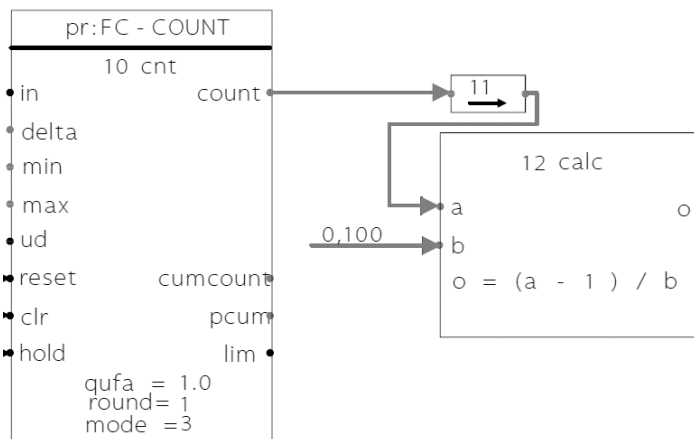 pr:FC - COUNT
10 cnt
in count
delta
min
max
ud
reset cumcount
clr pcum
hold lim
qufa = 1.0
round= 1
mode =3
11
12 calc
a o
0,100
b
o = (a - 1 ) / b